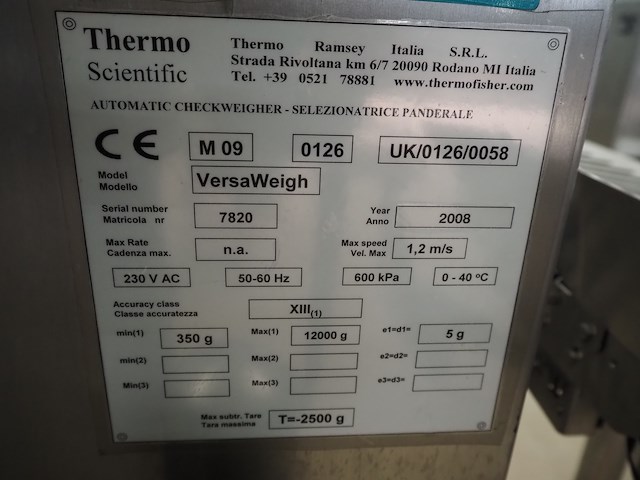 Thermo Scientific
Thermo Ramsey Italia S.R.L.
Strada Rivoltana km 6/7 20090 Rodano MI Italia
Tel. +39 0521 78881 www.thermofisher.com
AUTOMATIC CHECKWEIGHER - SELEZIONATRICE PANDERALE
CE M 09 0126 UK/0126/0058
Model
Modello
VersaWeigh
Serial number
Matricola nr
7820
Year
Anno
2008
Max Rate
Cadenza max.
n.a.
Max speed
Vel. Max
1,2 m/s
230 V AC 50-60 Hz 600 kPa 0 - 40 °C
Accuracy class
Classe accuratezza
XIII(1)
min(1) 350 g Max(1) 12000 g e1=d1= 5 g
min(2) Max(2) e2=d2=
Min(3) Max(3) e3=d3=
Max subtr. Tare
Tara massima
T=-2500 g